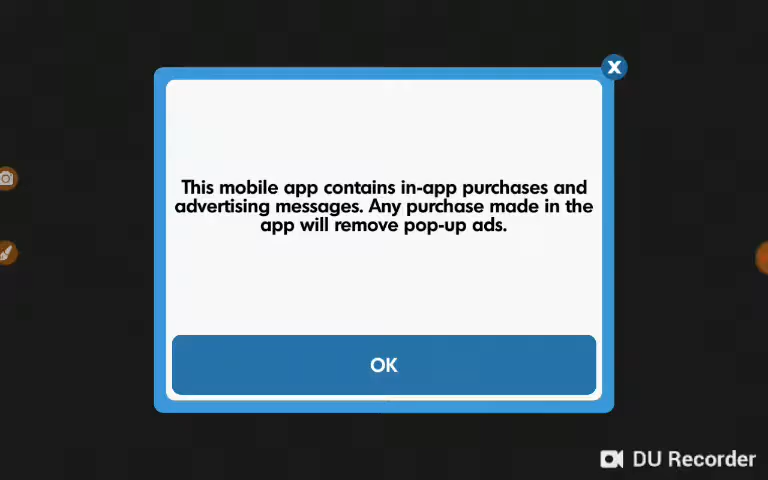 X
This mobile app contains in-app purchases and
advertising messages. Any purchase made in the
app will remove pop-up ads.
OK
DU Recorder